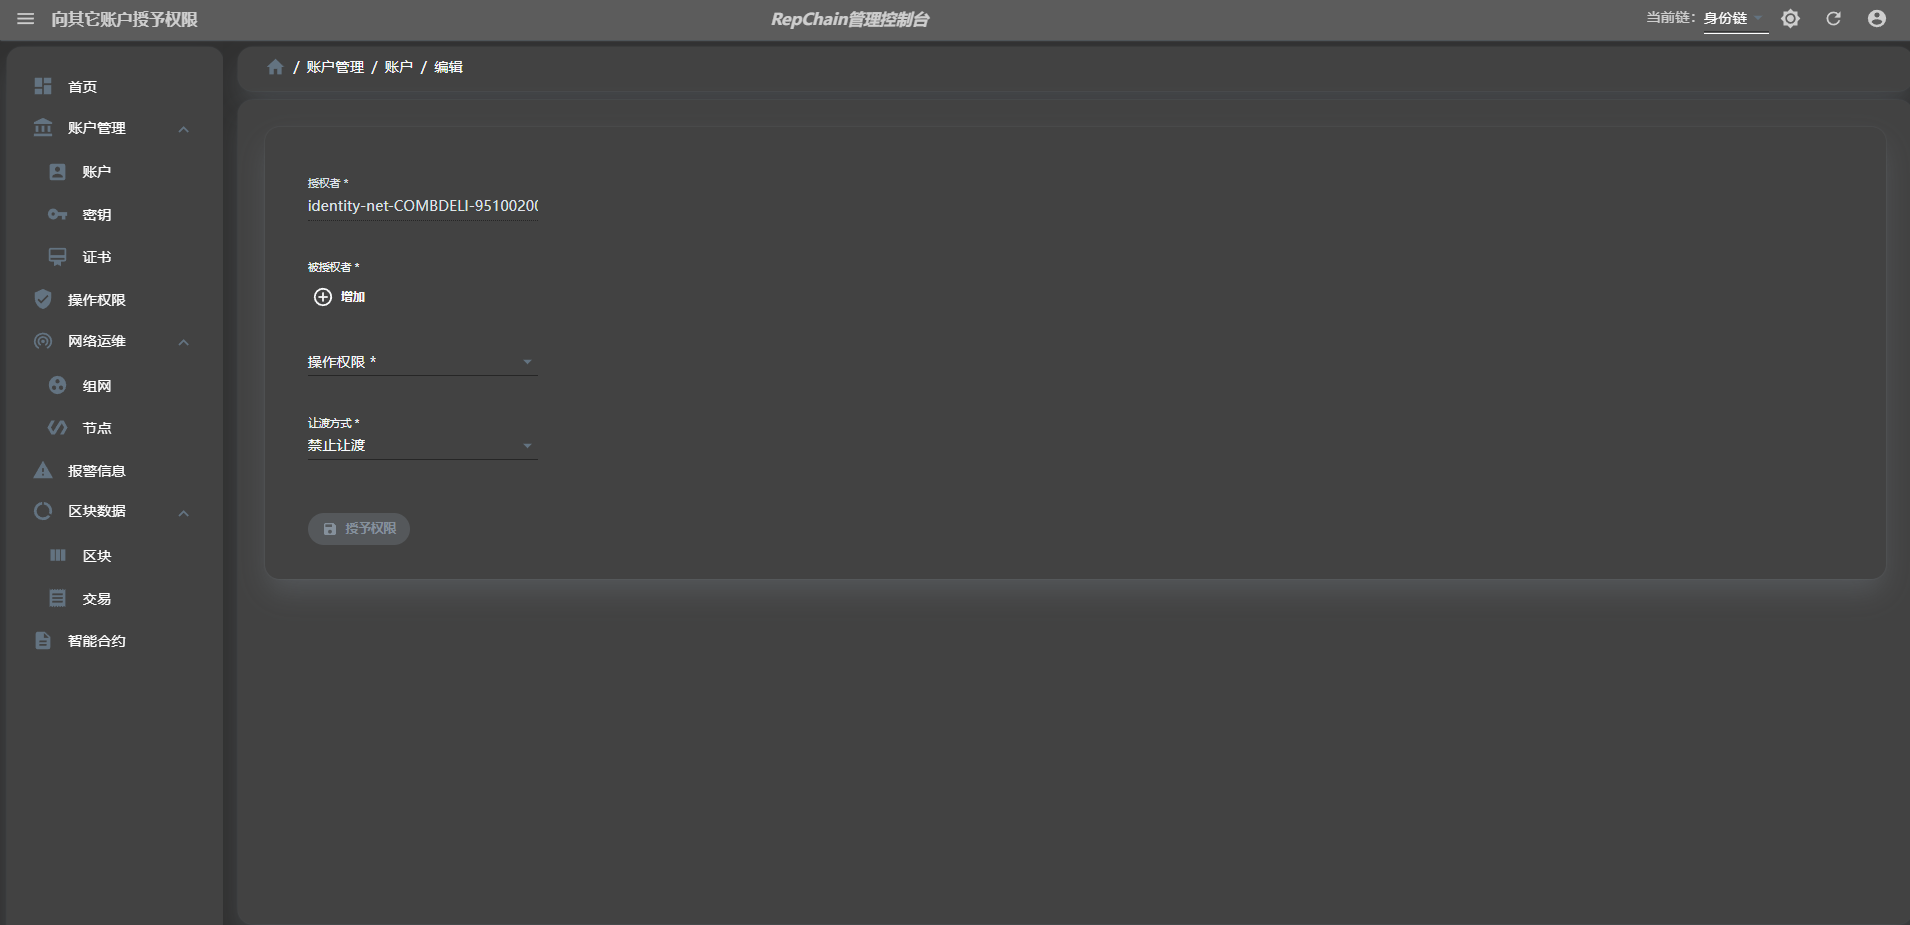 向其它账户授予权限
RepChain管理控制台
当前链: 身份链
/ 账户管理 / 账户 / 编辑
首页
账户管理
账户
密钥
证书
操作权限
网络运维
组网
节点
报警信息
区块数据
区块
交易
智能合约
授权者 *
identity-net-COMBDELI-9510020
被授权者 *
增加
操作权限 *
让渡方式 *
禁止让渡
授予权限